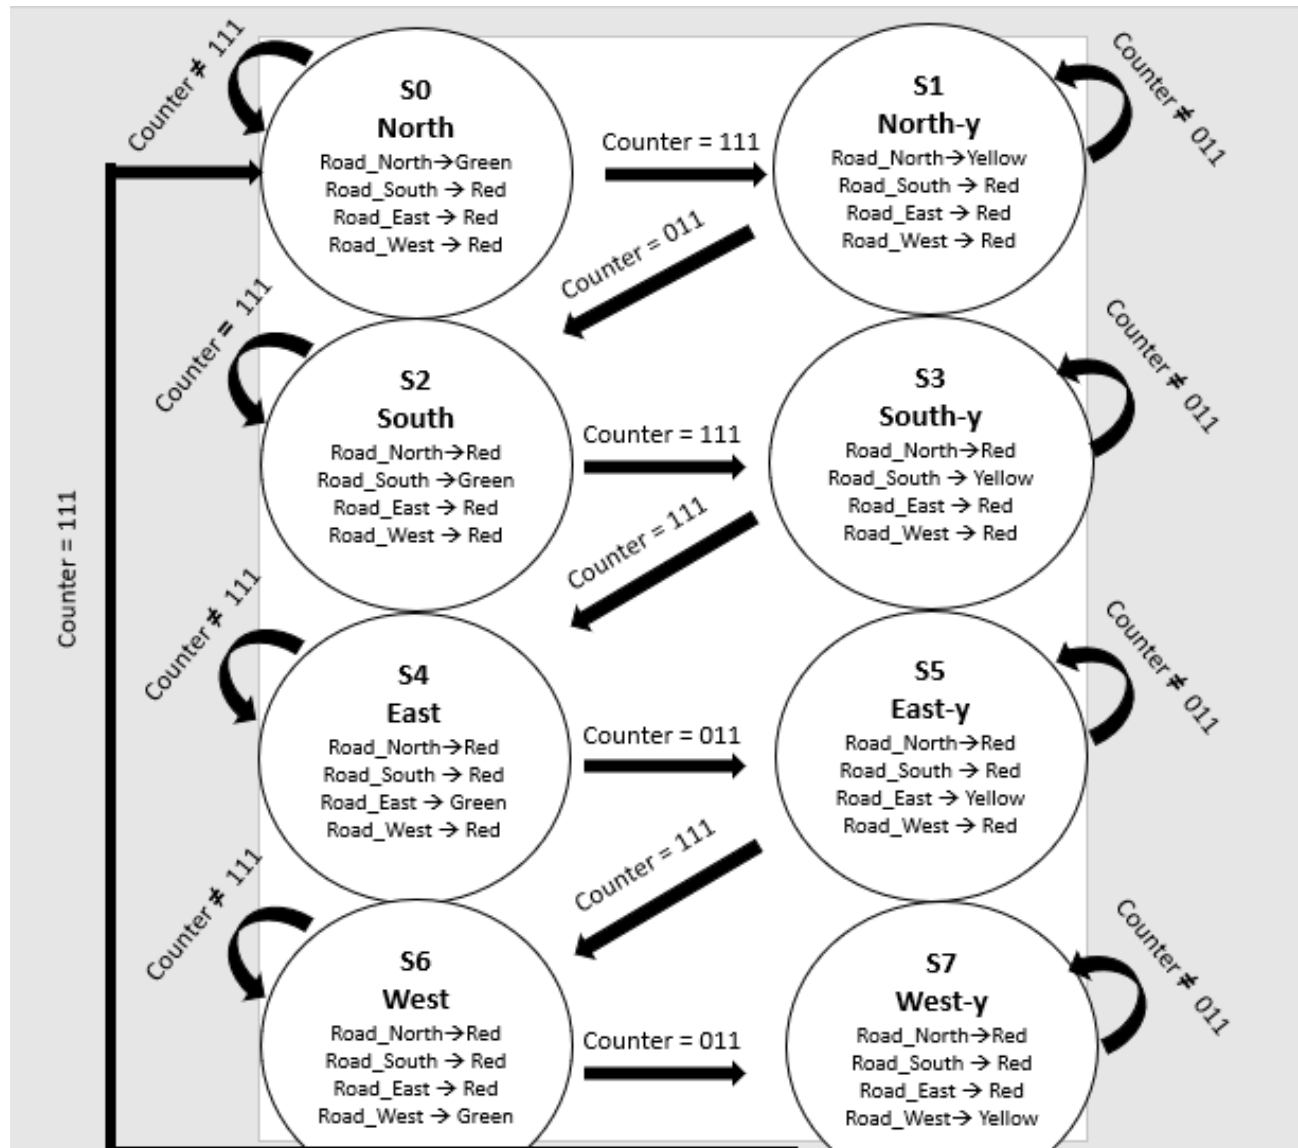 Counter ≠ 111
S0
North
Road_North→Green
Road_South → Red
Road_East → Red
Road_West → Red
Counter = 111
S1
North-y
Road_North→Yellow
Road_South → Red
Road_East → Red
Road_West → Red
Counter ≠ 011
Counter = 011
Counter = 111
S2
South
Road_North→Red
Road_South →Green
Road_East → Red
Road_West → Red
Counter = 111
S3
South-y
Road_North→Red
Road_South → Yellow
Road_East → Red
Road_West → Red
Counter ≠ 011
Counter = 111
Counter = 111
Counter ≠ 111
S4
East
Road_North→Red
Road_South → Red
Road_East → Green
Road_West → Red
Counter = 011
S5
East-y
Road_North→Red
Road_South → Red
Road_East → Yellow
Road_West → Red
Counter ≠ 011
Counter = 111
Counter ≠ 111
S6
West
Road_North→Red
Road_South → Red
Road_East → Red
Road_West → Green
Counter = 011
S7
West-y
Road_North→Red
Road_South → Red
Road_East → Red
Road_West→ Yellow
Counter ≠ 011